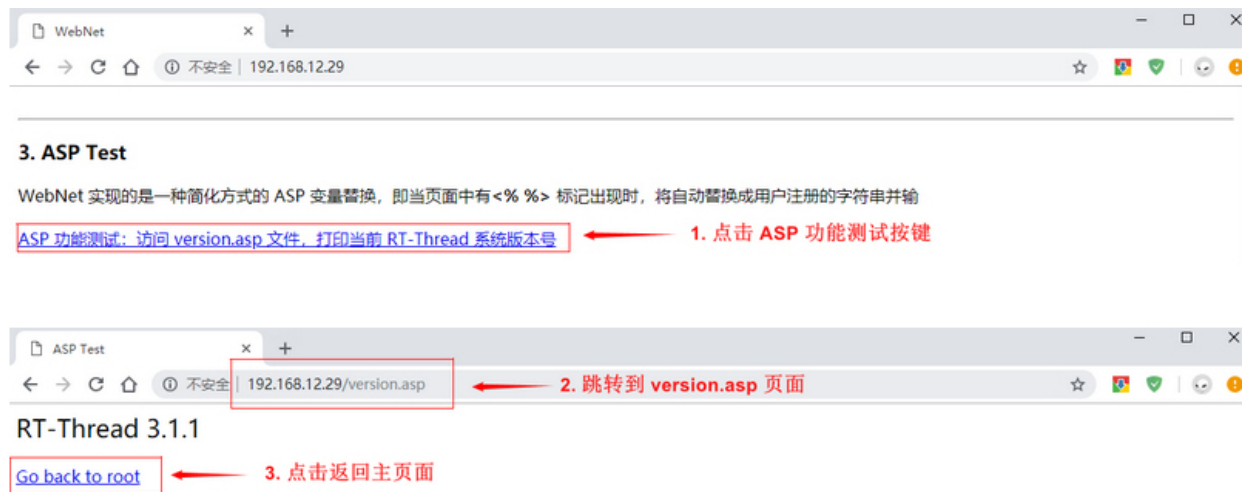 WebNet
不安全 | 192.168.12.29
3. ASP Test
WebNet 实现的是一种简化方式的 ASP 变量替换，即当页面中有<% %> 标记出现时，将自动替换成用户注册的字符串并输
ASP 功能测试：访问 version.asp 文件，打印当前 RT-Thread 系统版本号
1. 点击 ASP 功能测试按键
ASP Test
不安全 | 192.168.12.29/version.asp
2. 跳转到 version.asp 页面
RT-Thread 3.1.1
Go back to root
3. 点击返回主页面